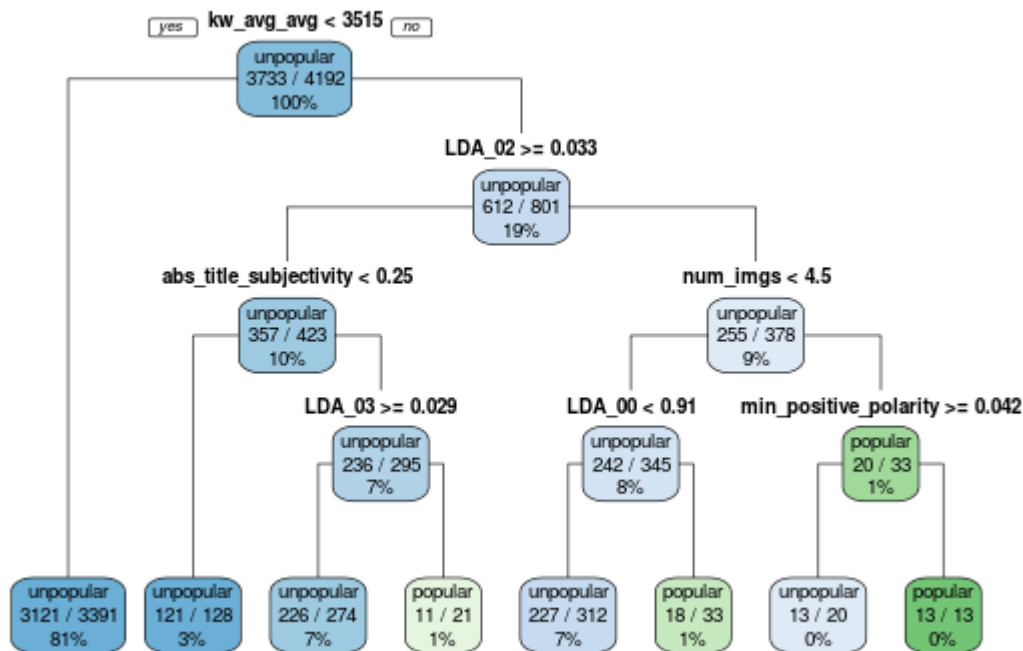 yes kw_avg_avg < 3515 no
unpopular
3733 / 4192
100%
LDA_02 >= 0.033
unpopular
612 / 801
19%
abs_title_subjectivity < 0.25
unpopular
357 / 423
10%
num_imgs < 4.5
unpopular
255 / 378
9%
LDA_03 >= 0.029
unpopular
236 / 295
7%
LDA_00 < 0.91
unpopular
242 / 345
8%
min_positive_polarity >= 0.042
popular
20 / 33
1%
unpopular
3121 / 3391
81%
unpopular
121 / 128
3%
unpopular
226 / 274
7%
popular
11 / 21
1%
unpopular
227 / 312
7%
popular
18 / 33
1%
unpopular
13 / 20
0%
popular
13 / 13
0%